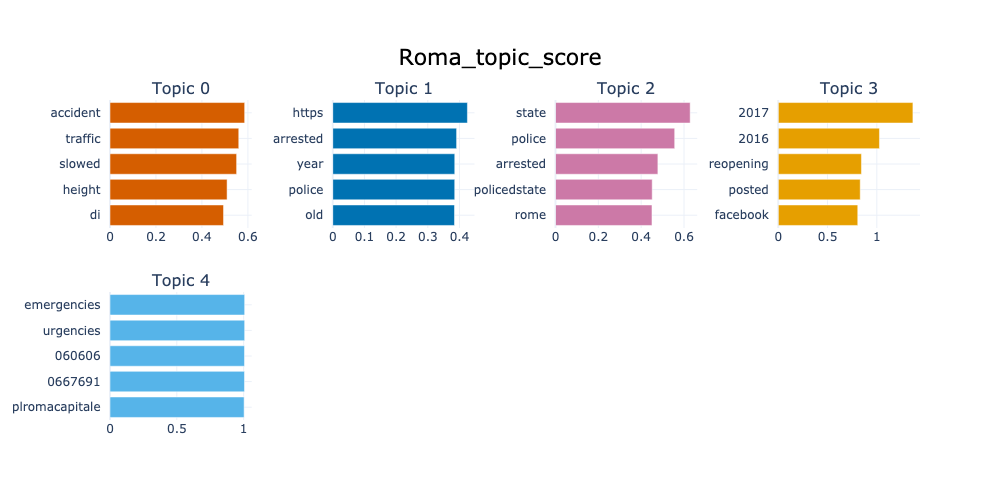 Roma_topic_score
Topic 0
accident
traffic
slowed
height
di
0 0.2 0.4 0.6
Topic 1
https
arrested
year
police
old
0 0.1 0.2 0.3 0.4
Topic 2
state
police
arrested
policedstate
rome
0 0.2 0.4 0.6
Topic 3
2017
2016
reopening
posted
facebook
0 0.5 1
Topic 4
emergencies
urgencies
060606
0667691
plromacapitale
0 0.5 1